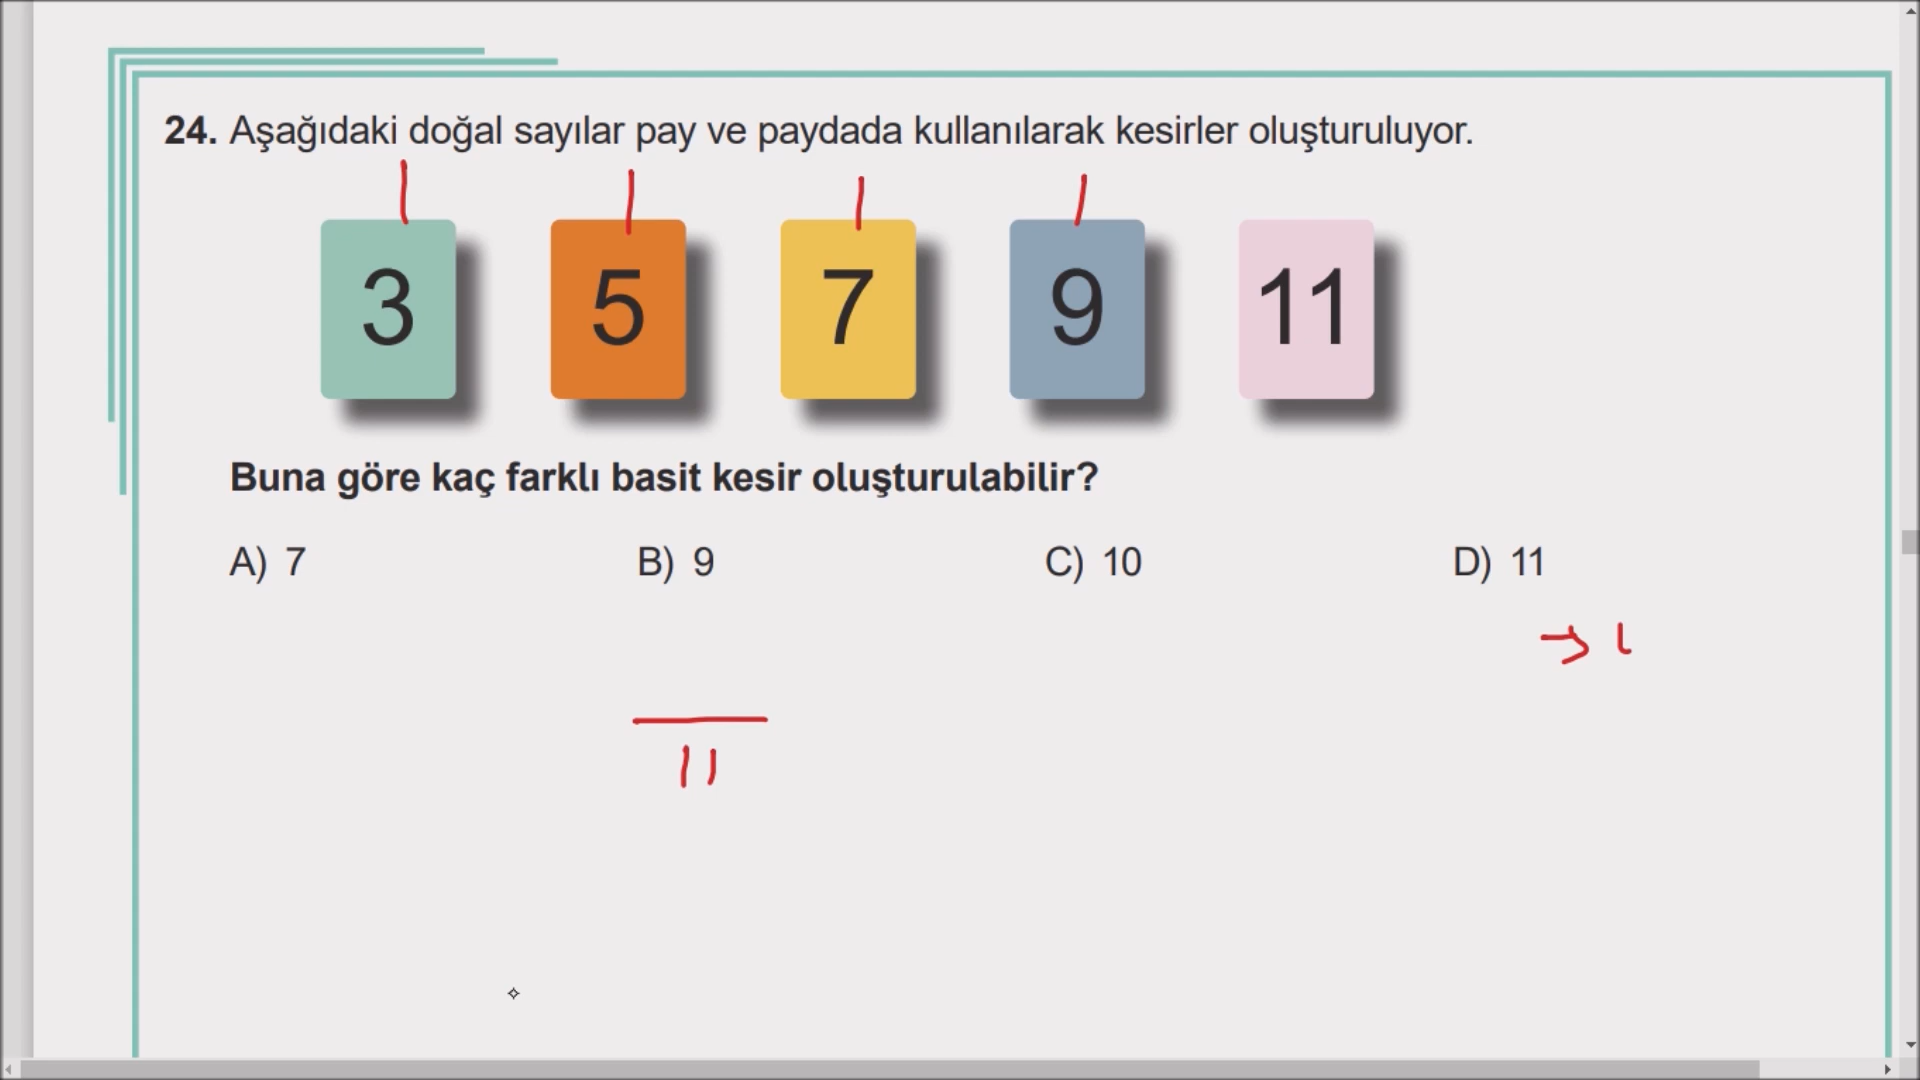 24. Aşağıdaki doğal sayılar pay ve paydada kullanılarak kesirler oluşturuluyor.
3 5 7 9 11
Buna göre kaç farklı basit kesir oluşturulabilir?
A) 7 B) 9 C) 10 D) 11
11